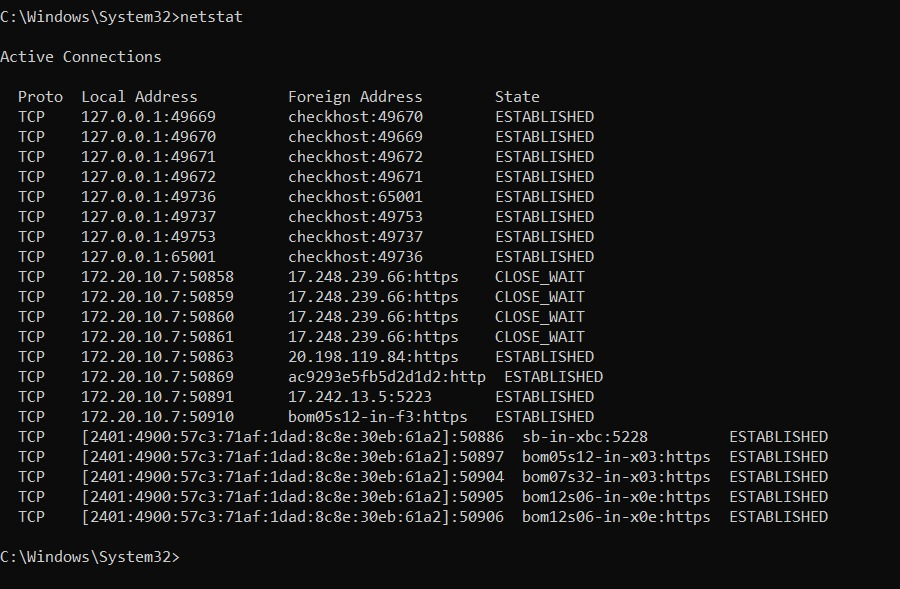 C:\Windows\System32>netstat
Active Connections
Proto  Local Address          Foreign Address        State
TCP    127.0.0.1:49669        checkhost:49670        ESTABLISHED
TCP    127.0.0.1:49670        checkhost:49669        ESTABLISHED
TCP    127.0.0.1:49671        checkhost:49672        ESTABLISHED
TCP    127.0.0.1:49672        checkhost:49671        ESTABLISHED
TCP    127.0.0.1:49736        checkhost:65001        ESTABLISHED
TCP    127.0.0.1:49737        checkhost:49753        ESTABLISHED
TCP    127.0.0.1:49753        checkhost:49737        ESTABLISHED
TCP    127.0.0.1:65001        checkhost:49736        ESTABLISHED
TCP    172.20.10.7:50858      17.248.239.66:https    CLOSE_WAIT
TCP    172.20.10.7:50859      17.248.239.66:https    CLOSE_WAIT
TCP    172.20.10.7:50860      17.248.239.66:https    CLOSE_WAIT
TCP    172.20.10.7:50861      17.248.239.66:https    CLOSE_WAIT
TCP    172.20.10.7:50863      20.198.119.84:https    ESTABLISHED
TCP    172.20.10.7:50869      ac9293e5fb5d2d1d2:http  ESTABLISHED
TCP    172.20.10.7:50891      17.242.13.5:5223       ESTABLISHED
TCP    172.20.10.7:50910      bom05s12-in-f3:https   ESTABLISHED
TCP    [2401:4900:57c3:71af:1dad:8c8e:30eb:61a2]:50886  sb-in-xbc:5228         ESTABLISHED
TCP    [2401:4900:57c3:71af:1dad:8c8e:30eb:61a2]:50897  bom05s12-in-x03:https  ESTABLISHED
TCP    [2401:4900:57c3:71af:1dad:8c8e:30eb:61a2]:50904  bom07s32-in-x03:https  ESTABLISHED
TCP    [2401:4900:57c3:71af:1dad:8c8e:30eb:61a2]:50905  bom12s06-in-x0e:https  ESTABLISHED
TCP    [2401:4900:57c3:71af:1dad:8c8e:30eb:61a2]:50906  bom12s06-in-x0e:https  ESTABLISHED
C:\Windows\System32>